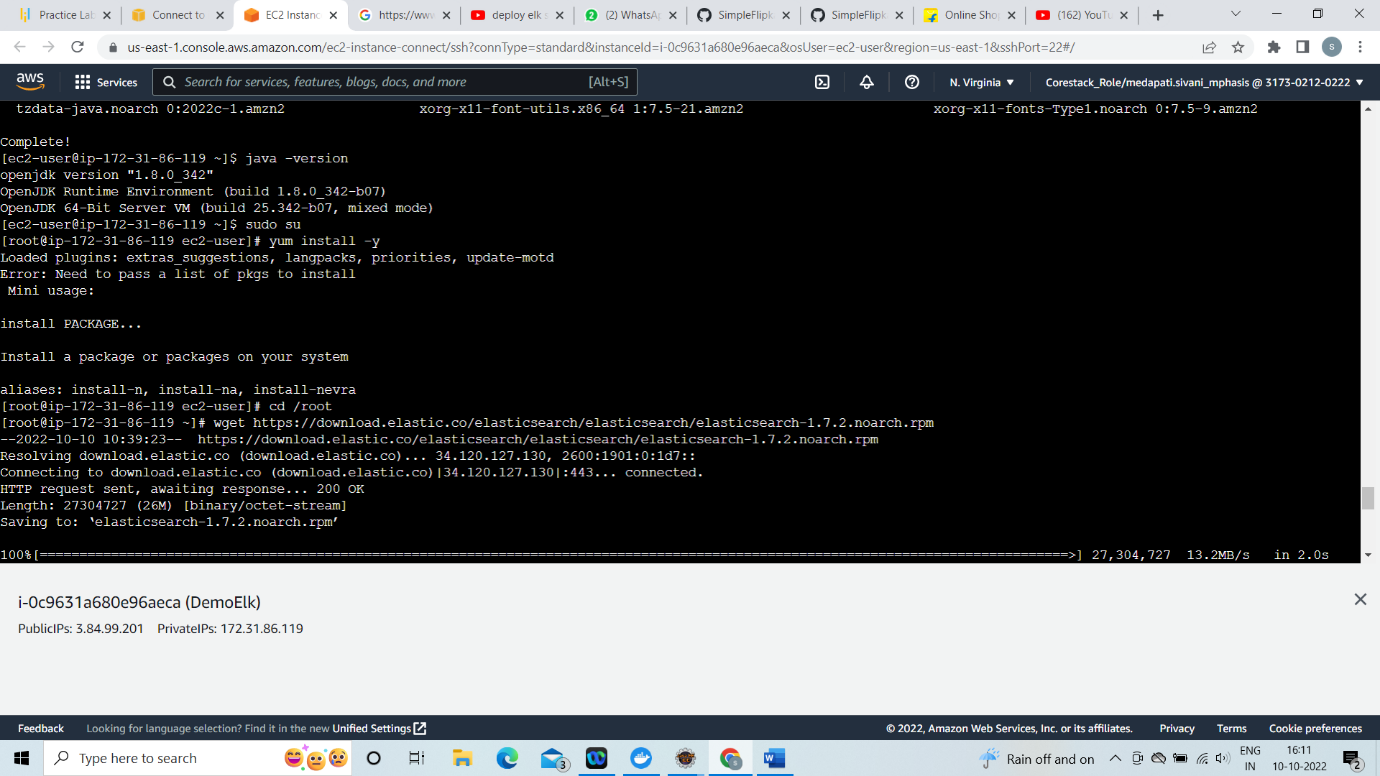 Practice Lab
Connect to
EC2 Instanc
https://www
deploy elk s
(2) WhatsAp
SimpleFlipk
SimpleFlipk
Online Shop
(162) YouTu
us-east-1.console.aws.amazon.com/ec2-instance-connect/ssh?connType=standard&instanceId=i-0c9631a680e96aeca&osUser=ec2-user&region=us-east-1&sshPort=22#/
S
aws
Services
Search for services, features, blogs, docs, and more
[Alt+S]
N. Virginia
Corestack_Role/medapati.sivani_mphasis @ 3173-0212-0222
tzdata-java.noarch 0:2022c-1.amzn2 xorg-x11-font-utils.x86_64 1:7.5-21.amzn2 xorg-x11-fonts-Type1.noarch 0:7.5-9.amzn2
Complete!
[ec2-user@ip-172-31-86-119 ~]$ java -version
openjdk version "1.8.0_342"
OpenJDK Runtime Environment (build 1.8.0_342-b07)
OpenJDK 64-Bit Server VM (build 25.342-b07, mixed mode)
[ec2-user@ip-172-31-86-119 ~]$ sudo su
[root@ip-172-31-86-119 ec2-user]# yum install -y
Loaded plugins: extras_suggestions, langpacks, priorities, update-motd
Error: Need to pass a list of pkgs to install
Mini usage:
install PACKAGE...
Install a package or packages on your system
aliases: install-n, install-na, install-nevra
[root@ip-172-31-86-119 ec2-user]# cd /root
[root@ip-172-31-86-119 ~]# wget https://download.elastic.co/elasticsearch/elasticsearch/elasticsearch-1.7.2.noarch.rpm
--2022-10-10 10:39:23-- https://download.elastic.co/elasticsearch/elasticsearch/elasticsearch-1.7.2.noarch.rpm
Resolving download.elastic.co (download.elastic.co)... 34.120.127.130, 2600:1901:0:1d7::
Connecting to download.elastic.co (download.elastic.co)|34.120.127.130|:443... connected.
HTTP request sent, awaiting response... 200 OK
Length: 27304727 (26M) [binary/octet-stream]
Saving to: ‘elasticsearch-1.7.2.noarch.rpm’
100%[==================================================================================================================================>] 27,304,727 13.2MB/s in 2.0s
i-0c9631a680e96aeca (DemoElk)
PublicIPs: 3.84.99.201 PrivateIPs: 172.31.86.119
Feedback
Looking for language selection? Find it in the new Unified Settings
© 2022, Amazon Web Services, Inc. or its affiliates.
Privacy
Terms
Cookie preferences
Type here to search
3
Rain off and on
ENG
IN
16:11
10-10-2022
2